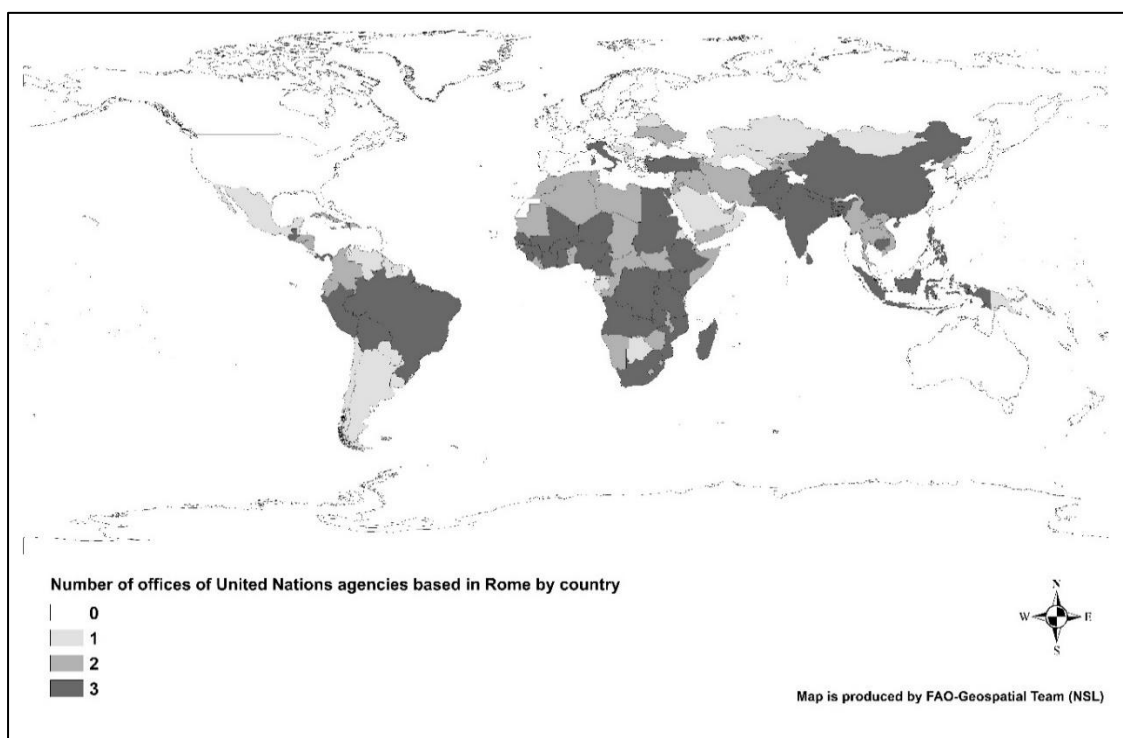 Number of offices of United Nations agencies based in Rome by country
0
1
2
3
N
W E
S
Map is produced by FAO-Geospatial Team (NSL)